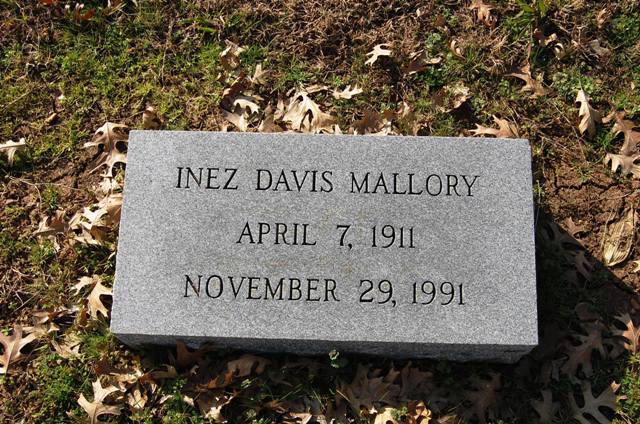 INEZ DAVIS MALLORY
APRIL 7, 1911
NOVEMBER 29, 1991